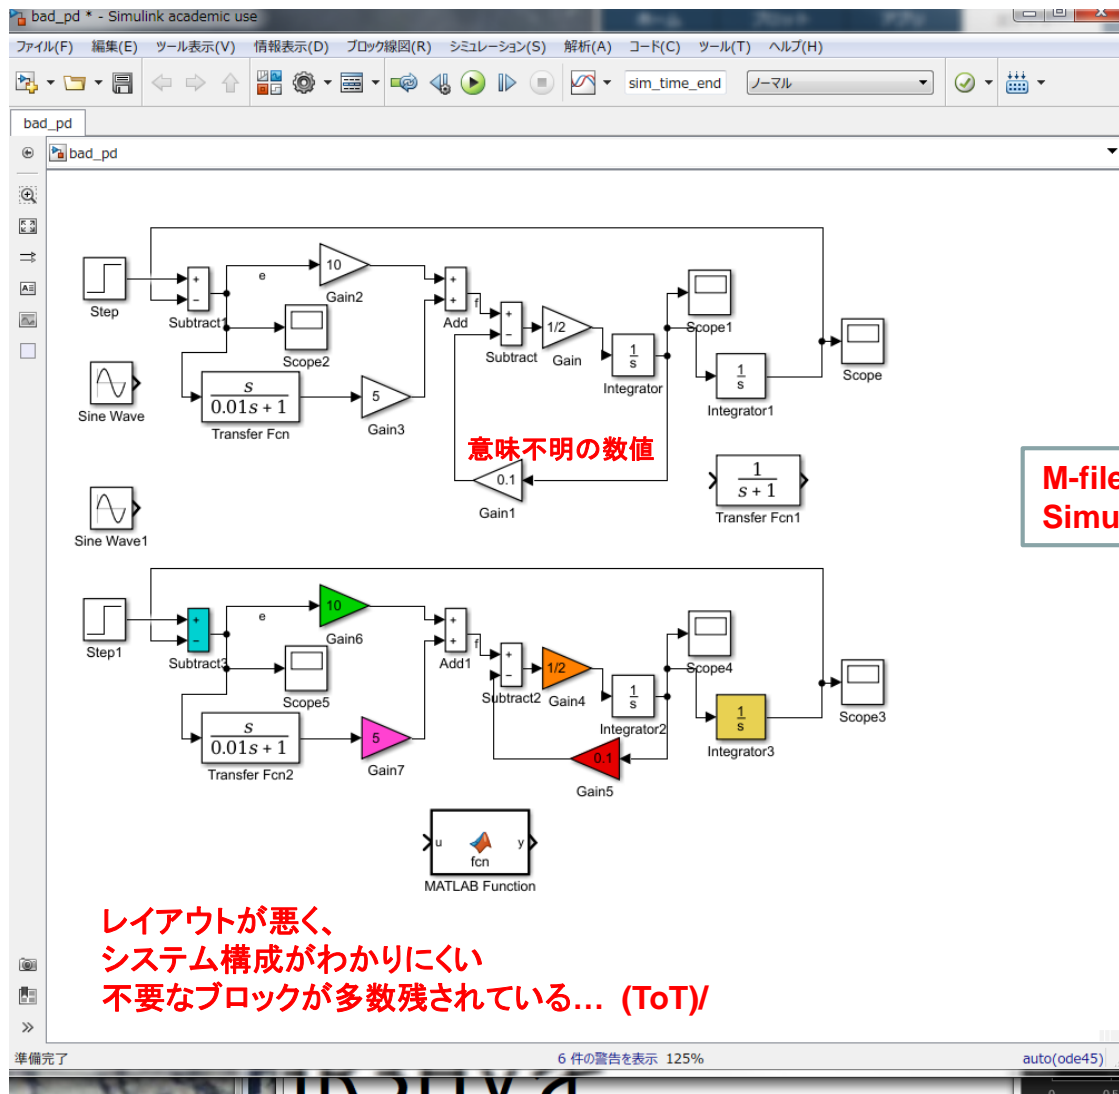 bad_pd * - Simulink academic use
ファイル(F) 編集(E) ツール表示(V) 情報表示(D) ブロック線図(R) シミュレーション(S) 解析(A) コード(C) ツール(T) ヘルプ(H)
sim_time_end ノーマル
bad_pd
bad_pd
Step
+
−
Subtract1
e
10
Gain2
Scope2
s
0.01s + 1
Transfer Fcn
5
Gain3
+
+
Add
f
+
−
Subtract
1/2
Gain
1
s
Integrator
Scope1
1
s
Integrator1
Scope
Sine Wave
意味不明の数値
0.1
Gain1
1
s + 1
Transfer Fcn1
M-file
Simu
Sine Wave1
Step1
+
−
Subtract3
e
10
Gain6
Scope5
s
0.01s + 1
Transfer Fcn2
5
Gain7
+
+
Add1
f
+
−
Subtract2
1/2
Gain4
1
s
Integrator2
Scope4
1
s
Integrator3
Scope3
0.1
Gain5
u
fcn
y
MATLAB Function
レイアウトが悪く、
システム構成がわかりにくい
不要なブロックが多数残されている… (ToT)/
準備完了 6 件の警告を表示 125% auto(ode45)